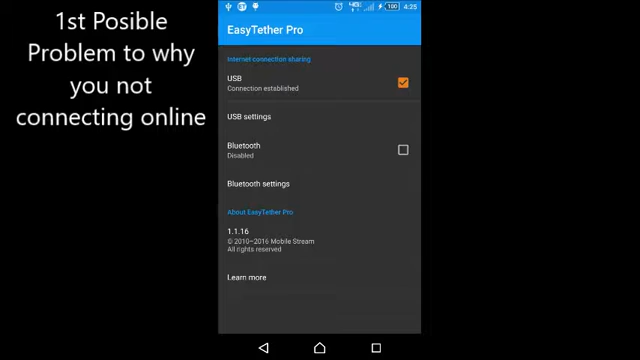 1st Posible
Problem to why
you not
connecting online
100 4:25
EasyTether Pro
Internet connection sharing
USB
Connection established
USB settings
Bluetooth
Disabled
Bluetooth settings
About EasyTether Pro
1.1.16
© 2010–2016 Mobile Stream
All rights reserved
Learn more